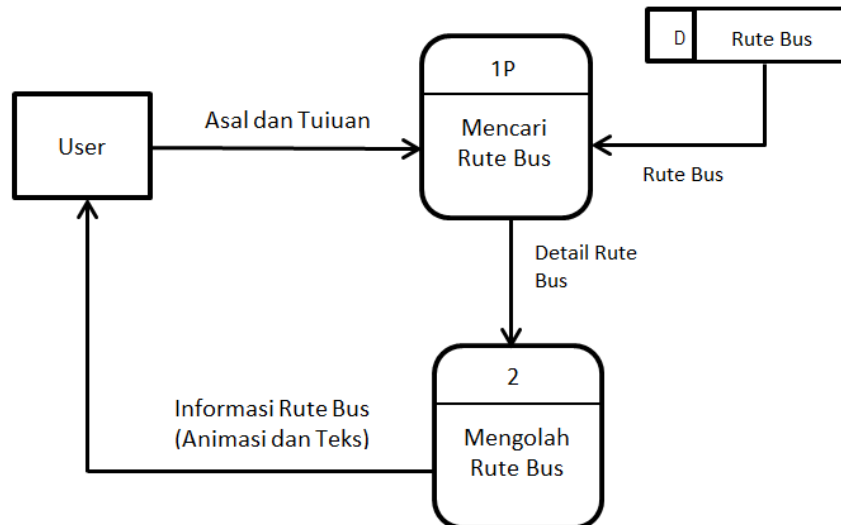 D
Rute Bus
1P
Mencari
Rute Bus
User
Asal dan Tuiuan
Rute Bus
Detail Rute
Bus
2
Mengolah
Rute Bus
Informasi Rute Bus
(Animasi dan Teks)